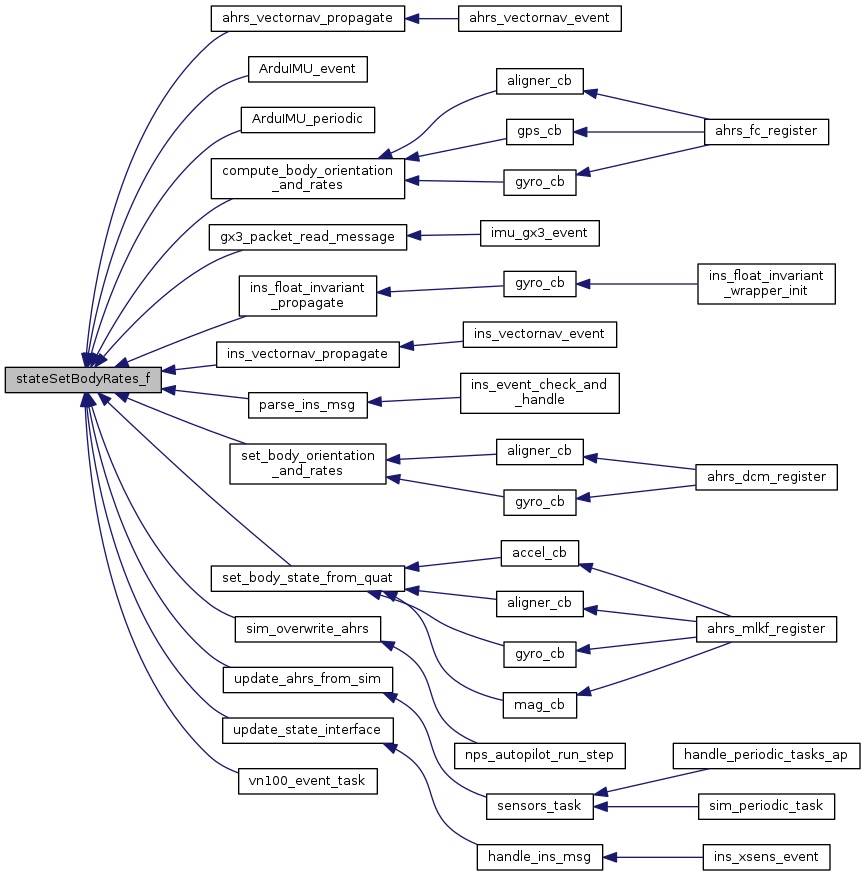 ahrs_vectornav_propagate
ahrs_vectornav_event
ArduIMU_event
aligner_cb
ArduIMU_periodic
gps_cb
ahrs_fc_register
compute_body_orientation
_and_rates
gyro_cb
gx3_packet_read_message
imu_gx3_event
ins_float_invariant
_propagate
gyro_cb
ins_float_invariant
_wrapper_init
ins_vectornav_propagate
ins_vectornav_event
stateSetBodyRates_f
parse_ins_msg
ins_event_check_and
_handle
set_body_orientation
_and_rates
aligner_cb
gyro_cb
ahrs_dcm_register
set_body_state_from_quat
accel_cb
aligner_cb
gyro_cb
mag_cb
ahrs_mlkf_register
sim_overwrite_ahrs
update_ahrs_from_sim
update_state_interface
vn100_event_task
nps_autopilot_run_step
sensors_task
handle_periodic_tasks_ap
sim_periodic_task
handle_ins_msg
ins_xsens_event